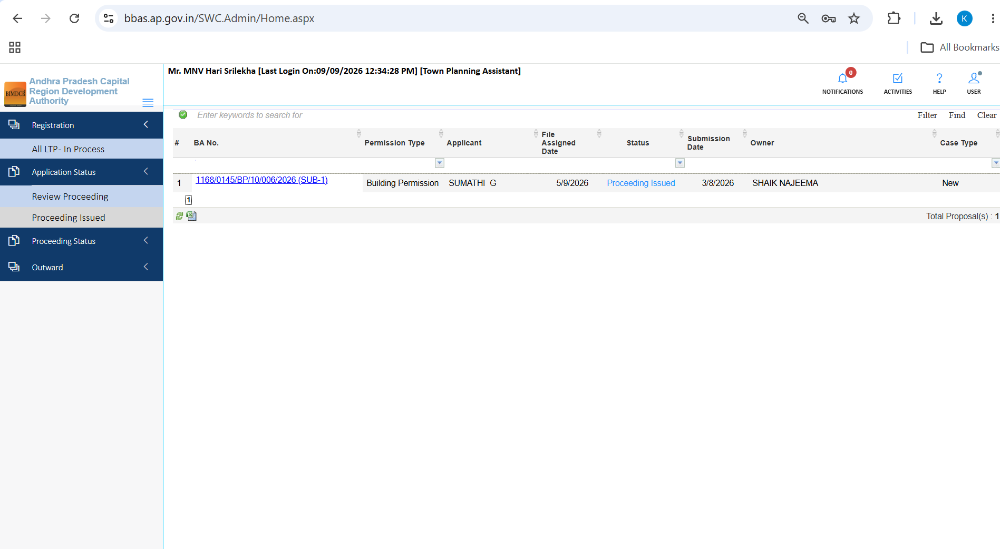 bbas.ap.gov.in/SWC.Admin/Home.aspx
K
All Bookmarks
BIMDCR
Andhra Pradesh Capital
Region Development
Authority
Mr. MNV Hari Srilekha [Last Login On:09/09/2026 12:34:28 PM] [Town Planning Assistant]
0
NOTIFICATIONS ACTIVITIES HELP USER
Registration
All LTP- In Process
Application Status
Review Proceeding
Proceeding Issued
Proceeding Status
Outward
Enter keywords to search for
Filter Find Clear
# BA No. Permission Type Applicant File Assigned Date Status Submission Date Owner Case Type
1 1168/0145/BP/10/006/2026 (SUB-1) Building Permission SUMATHI G 5/9/2026 Proceeding Issued 3/8/2026 SHAIK NAJEEMA New
1
Total Proposal(s) : 1